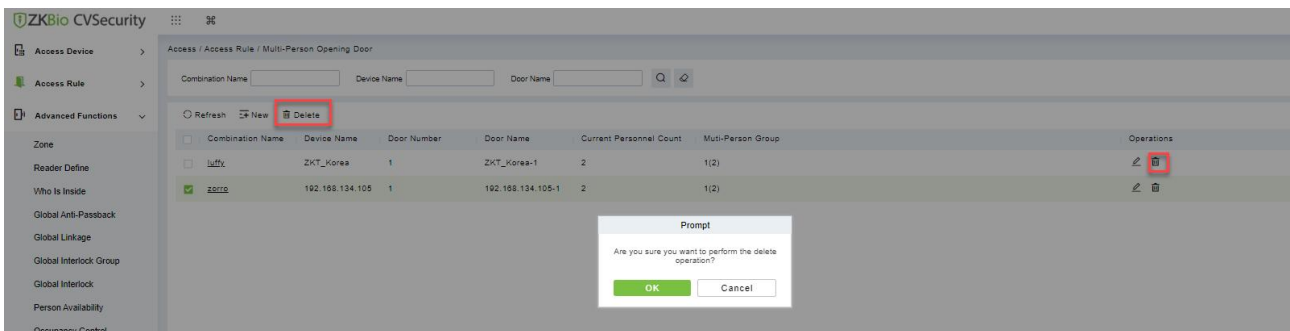 ZKBio CVSecurity
Access Device
Access Rule
Advanced Functions
Zone
Reader Define
Who Is Inside
Global Anti-Passback
Global Linkage
Global Interlock Group
Global Interlock
Person Availability
Occupancy Control
Access / Access Rule / Multi-Person Opening Door
Combination Name Device Name Door Name
Refresh New Delete
Combination Name Device Name Door Number Door Name Current Personnel Count Muti-Person Group Operations
luffy ZKT_Korea 1 ZKT_Korea-1 2 1(2)
zorro 192.168.134.105 1 192.168.134.105-1 2 1(2)
Prompt
Are you sure you want to perform the delete
operation?
OK Cancel